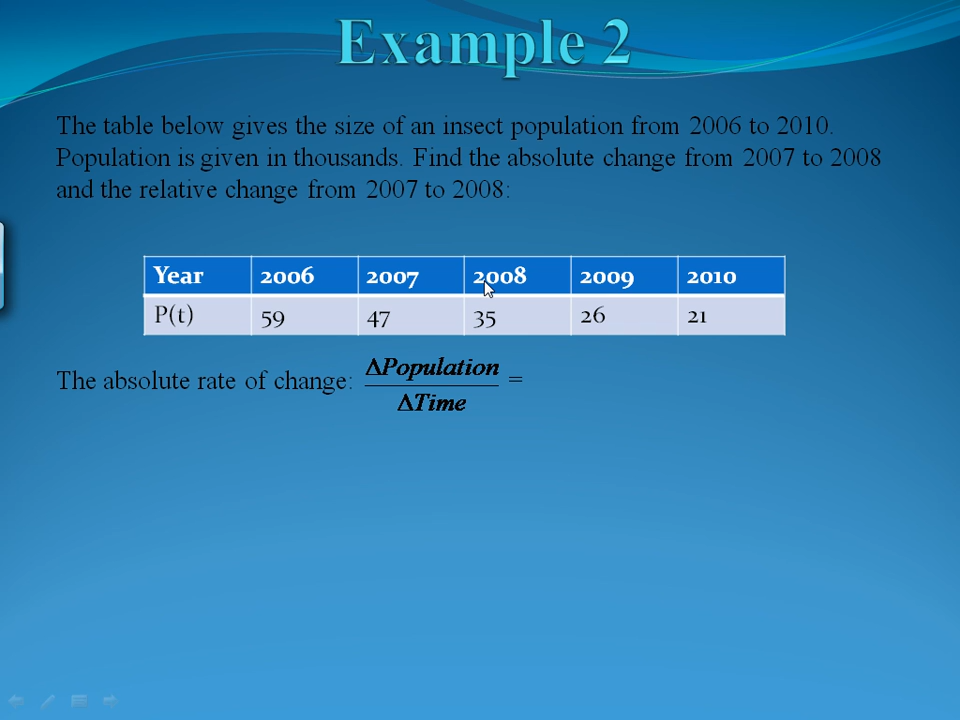 Example 2
The table below gives the size of an insect population from 2006 to 2010.
Population is given in thousands. Find the absolute change from 2007 to 2008
and the relative change from 2007 to 2008:
Year 2006 2007 2008 2009 2010
P(t) 59 47 35 26 21
The absolute rate of change: ΔPopulation / ΔTime =